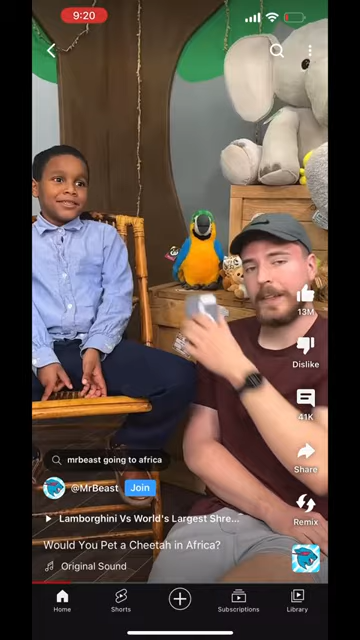 9:20
13M
Dislike
41K
Share
mrbeast going to africa
@MrBeast
Join
Remix
Lamborghini Vs World's Largest Shre...
Would You Pet a Cheetah in Africa?
Original Sound
Home
Shorts
Subscriptions
Library